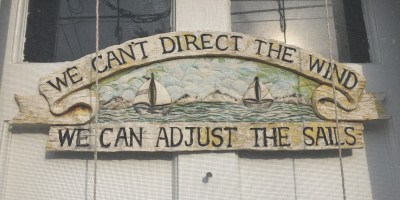 WE CAN'T DIRECT THE WIND
WE CAN ADJUST THE SAILS